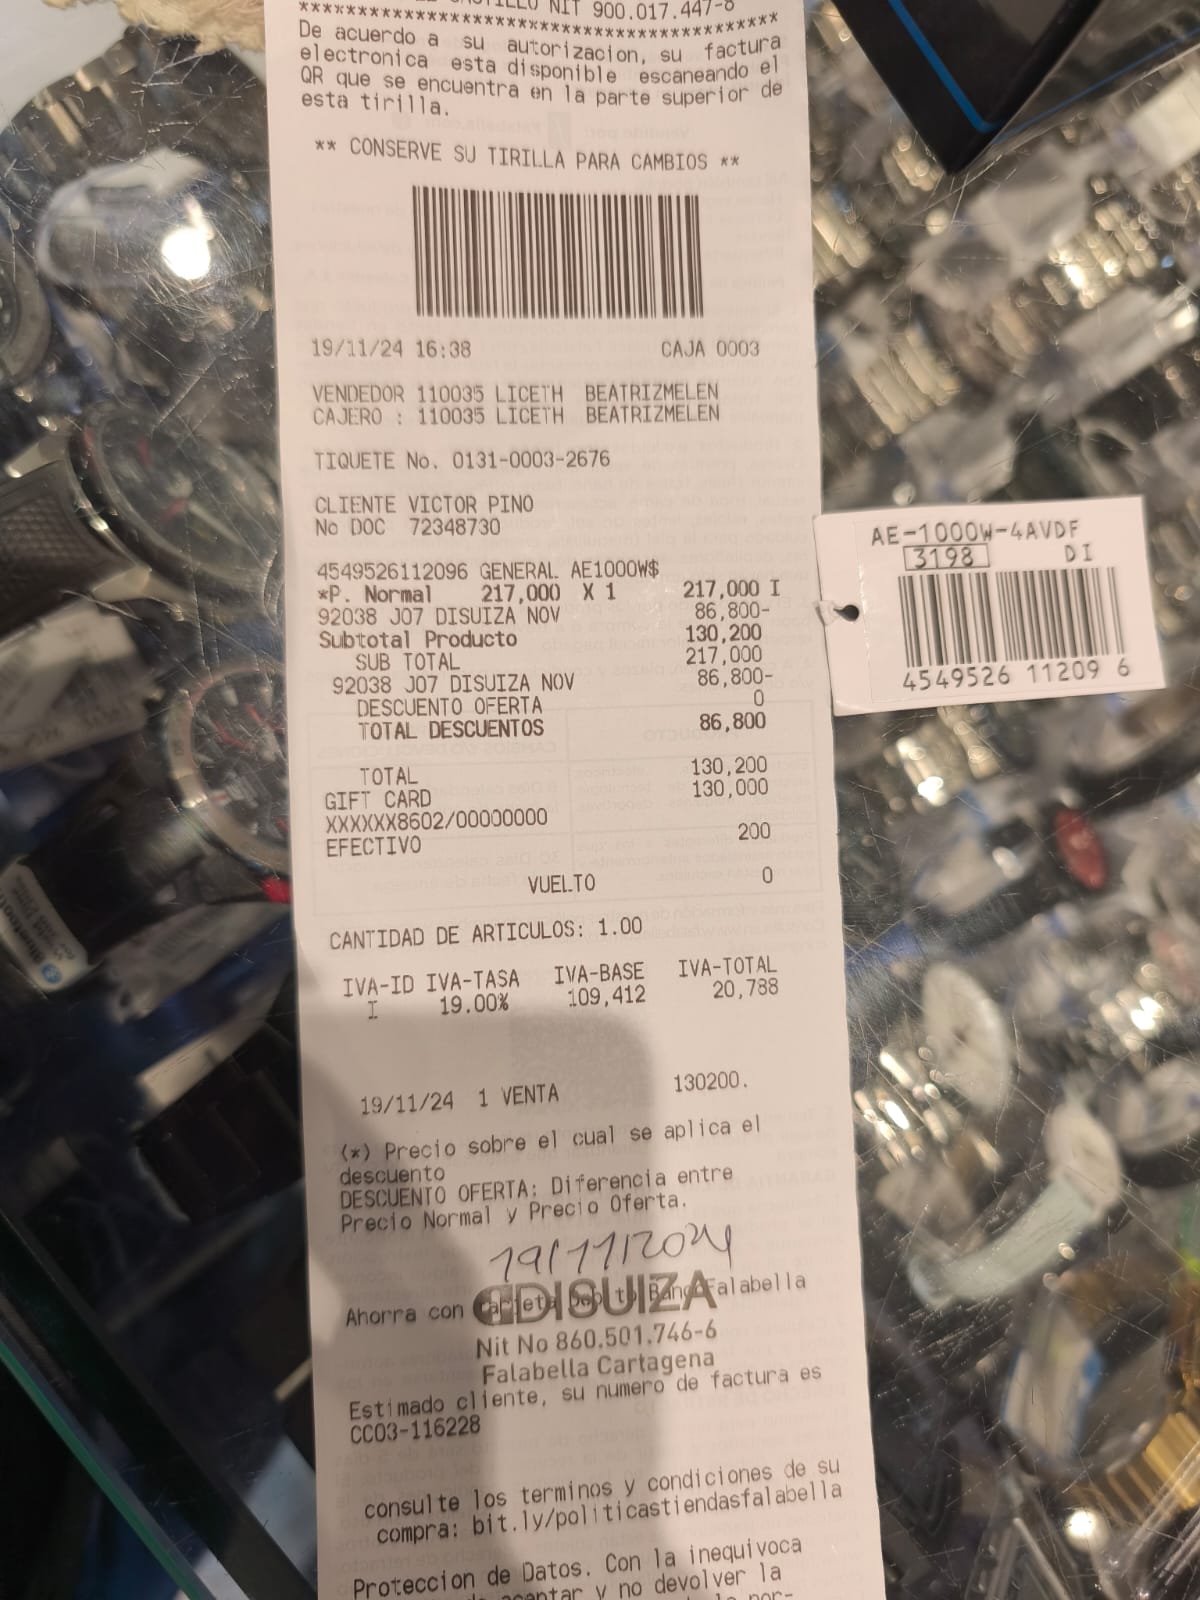 NIT 900.017.447-8
****************************************
De acuerdo a su autorizacion, su factura
electronica esta disponible escaneando el
QR que se encuentra en la parte superior de
esta tirilla.
** CONSERVE SU TIRILLA PARA CAMBIOS **
19/11/24 16:38 CAJA 0003
VENDEDOR 110035 LICETH BEATRIZMELEN
CAJERO : 110035 LICETH BEATRIZMELEN
TIQUETE No. 0131-0003-2676
CLIENTE VICTOR PINO
No DOC 72348730
4549526112096 GENERAL AE1000W$
*P. Normal 217,000 X 1 217,000 I
92038 J07 DISUIZA NOV 86,800-
Subtotal Producto 130,200
SUB TOTAL 217,000
92038 J07 DISUIZA NOV 86,800-
DESCUENTO OFERTA 0
TOTAL DESCUENTOS 86,800
TOTAL 130,200
GIFT CARD 130,000
XXXXXX8602/00000000
EFECTIVO 200
VUELTO 0
CANTIDAD DE ARTICULOS: 1.00
IVA-ID IVA-TASA IVA-BASE IVA-TOTAL
I 19.00% 109,412 20,788
19/11/24 1 VENTA 130200.
(*) Precio sobre el cual se aplica el
descuento
DESCUENTO OFERTA: Diferencia entre
Precio Normal y Precio Oferta.
19/11/2024
DISUIZA
Ahorra con Falabella
Nit No 860.501.746-6
Falabella Cartagena
Estimado cliente, su numero de factura es
CC03-116228
consulte los terminos y condiciones de su
compra: bit.ly/politicastiendasfalabella
Proteccion de Datos. Con la inequivoca
y no devolver la
AE-1000W-4AVDF
3198 DI
4549526 11209 6